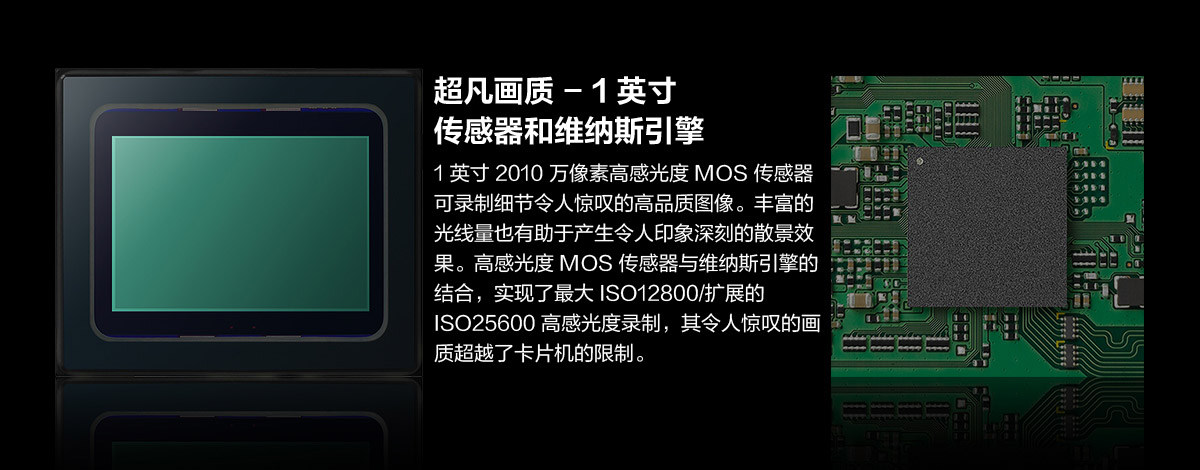 超凡画质 – 1 英寸
传感器和维纳斯引擎
1 英寸 2010 万像素高感光度 MOS 传感器
可录制细节令人惊叹的高品质图像。丰富的
光线量也有助于产生令人印象深刻的散景效
果。高感光度 MOS 传感器与维纳斯引擎的
结合，实现了最大 ISO12800/扩展的
ISO25600 高感光度录制，其令人惊叹的画
质超越了卡片机的限制。